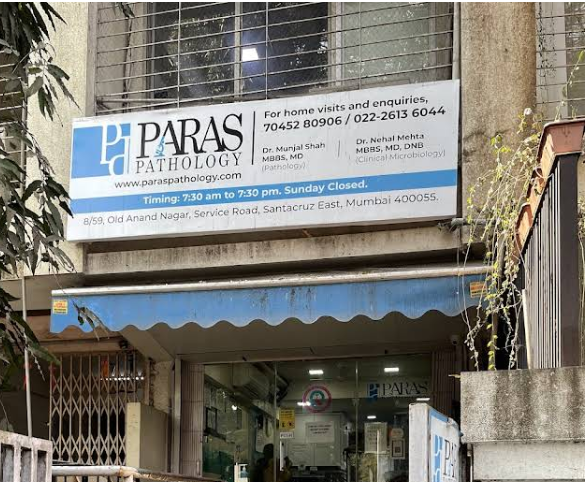 PARAS
PATHOLOGY
www.paraspathology.com
For home visits and enquiries,
70452 80906 / 022-2613 6044
Dr. Munjal Shah
MBBS, MD
(Pathology)
Dr. Nehal Mehta
MBBS, MD, DNB
(Clinical Microbiology)
Timing: 7:30 am to 7:30 pm. Sunday Closed.
8/59, Old Anand Nagar, Service Road, Santacruz East, Mumbai 400055.
PARAS
PARAS